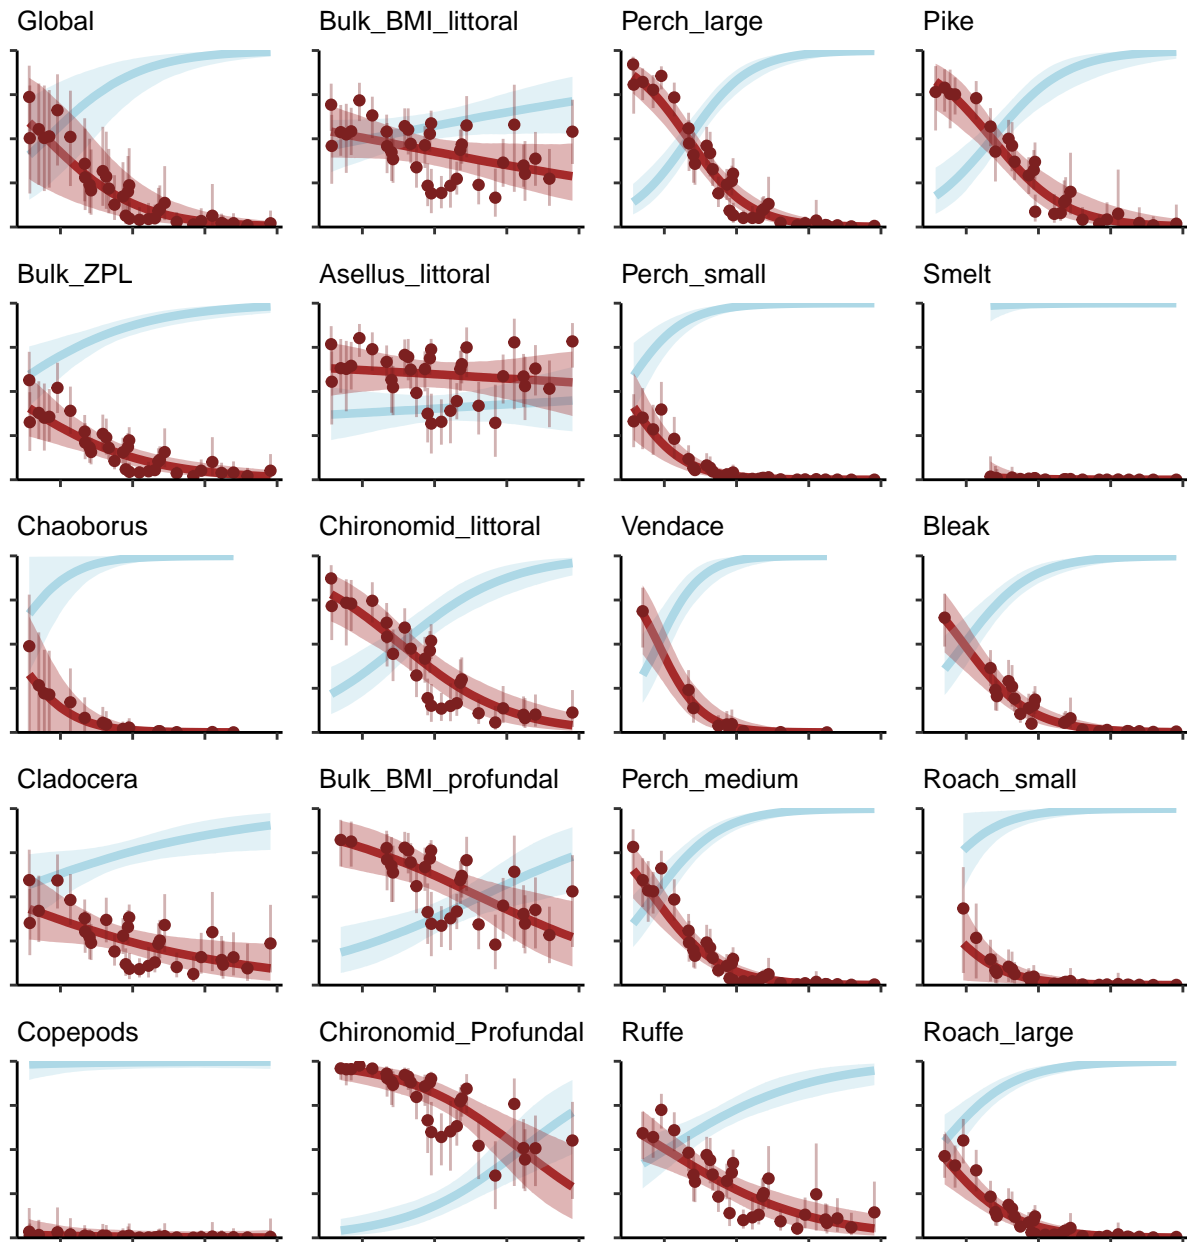 Global
Bulk_BMI_littoral
Perch_large
Pike
Bulk_ZPL
Asellus_littoral
Perch_small
Smelt
Chaoborus
Chironomid_littoral
Vendace
Bleak
Cladocera
Bulk_BMI_profundal
Perch_medium
Roach_small
Copepods
Chironomid_Profundal
Ruffe
Roach_large